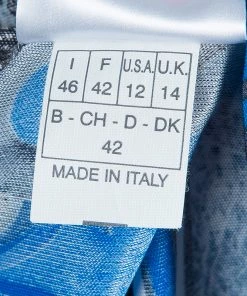 I F U.S.A. U.K.
46 42 12 14
B - CH - D - DK
42
MADE IN ITALY